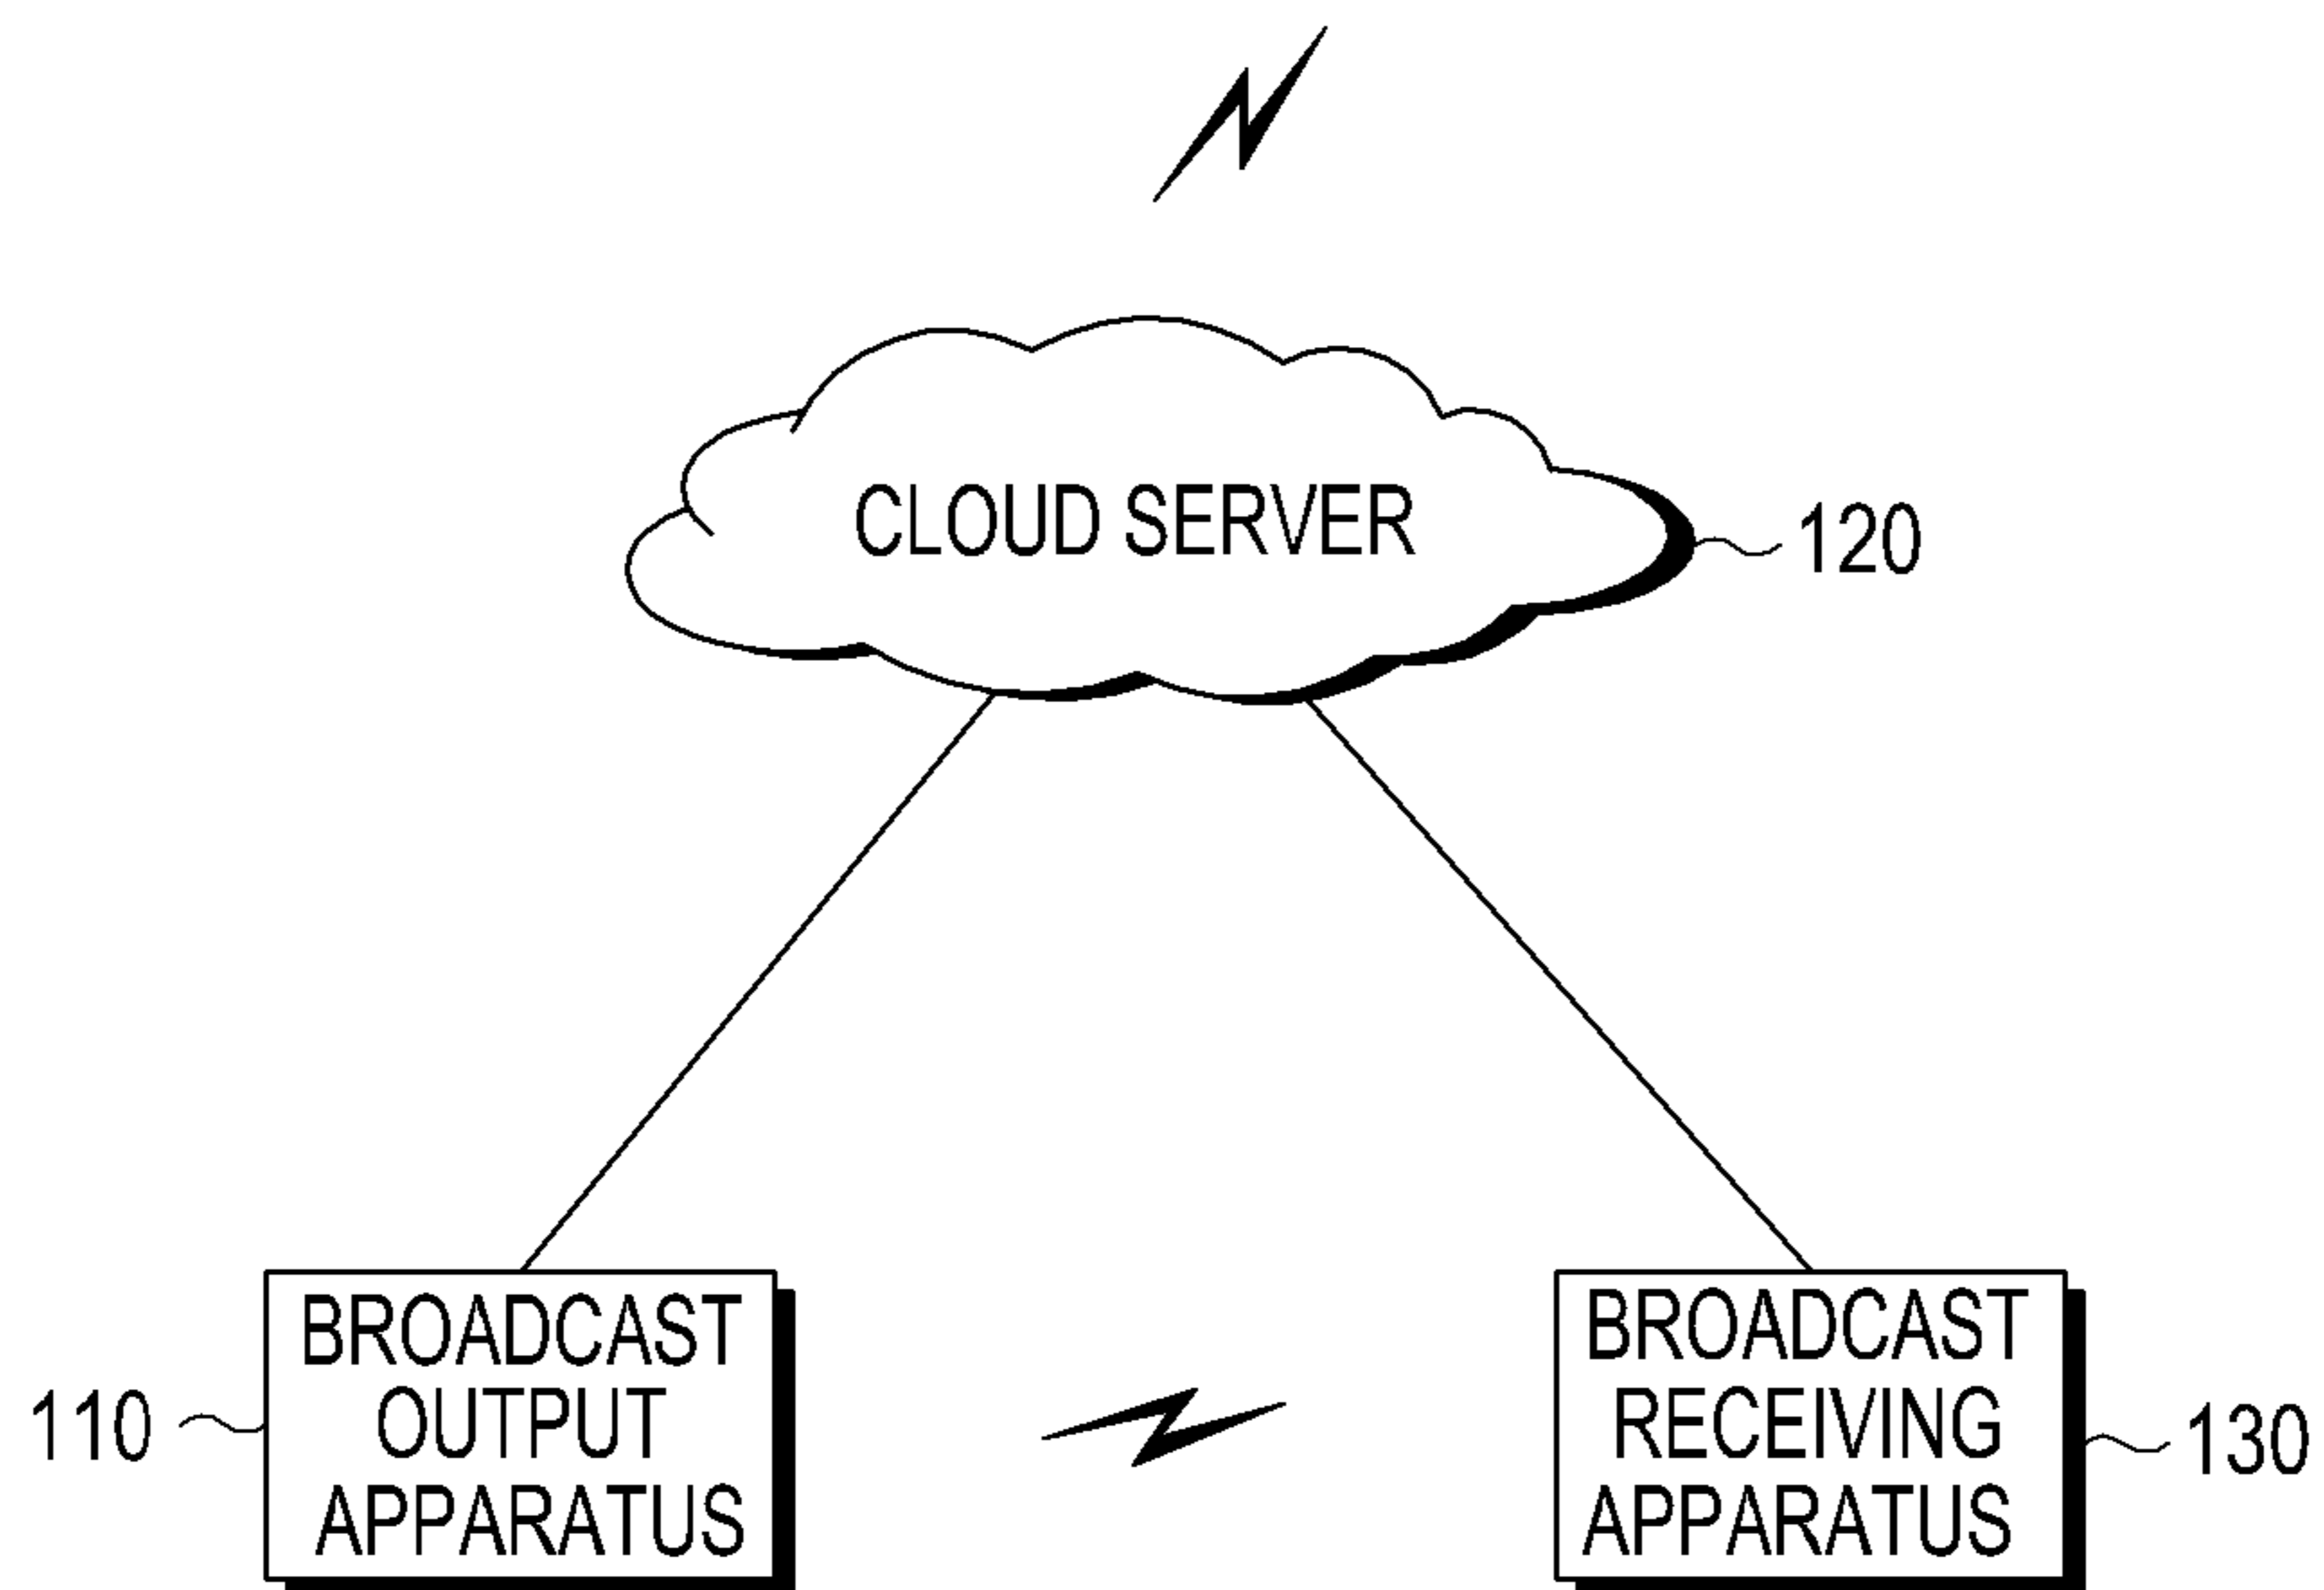 CLOUD SERVER
120
BROADCAST
OUTPUT
APPARATUS
110
BROADCAST
RECEIVING
APPARATUS
130